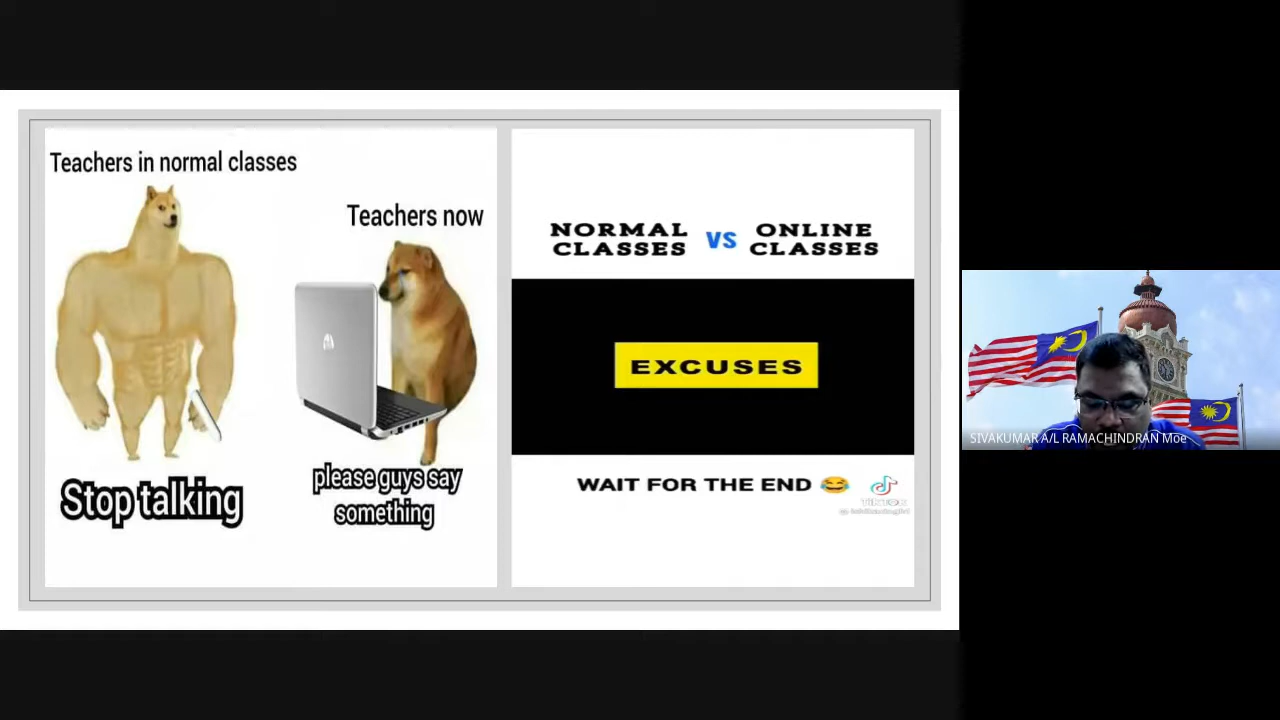 Teachers in normal classes
Teachers now
Stop talking
please guys say
something
NORMAL
CLASSES
VS
ONLINE
CLASSES
EXCUSES
WAIT FOR THE END 😂
TikTok
SIVAKUMAR A/L RAMACHINDRAN Moe